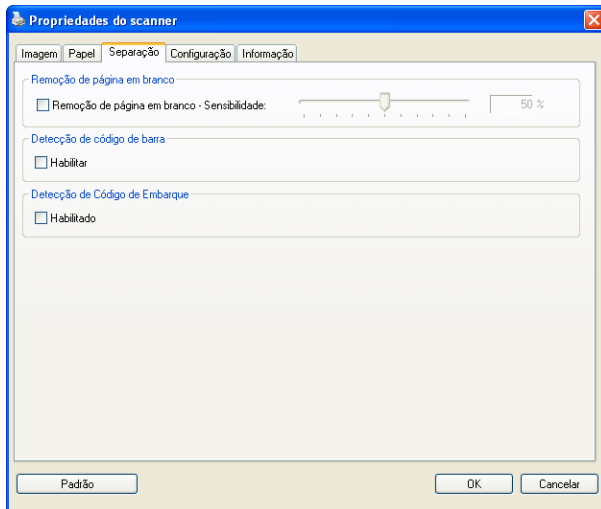 Propriedades do scanner
Imagem Papel Separação Configuração Informação
Remoção de página em branco
Remoção de página em branco - Sensibilidade: 50 %
Detecção de código de barra
Habilitar
Detecção de Código de Embarque
Habilitado
Padrão OK Cancelar